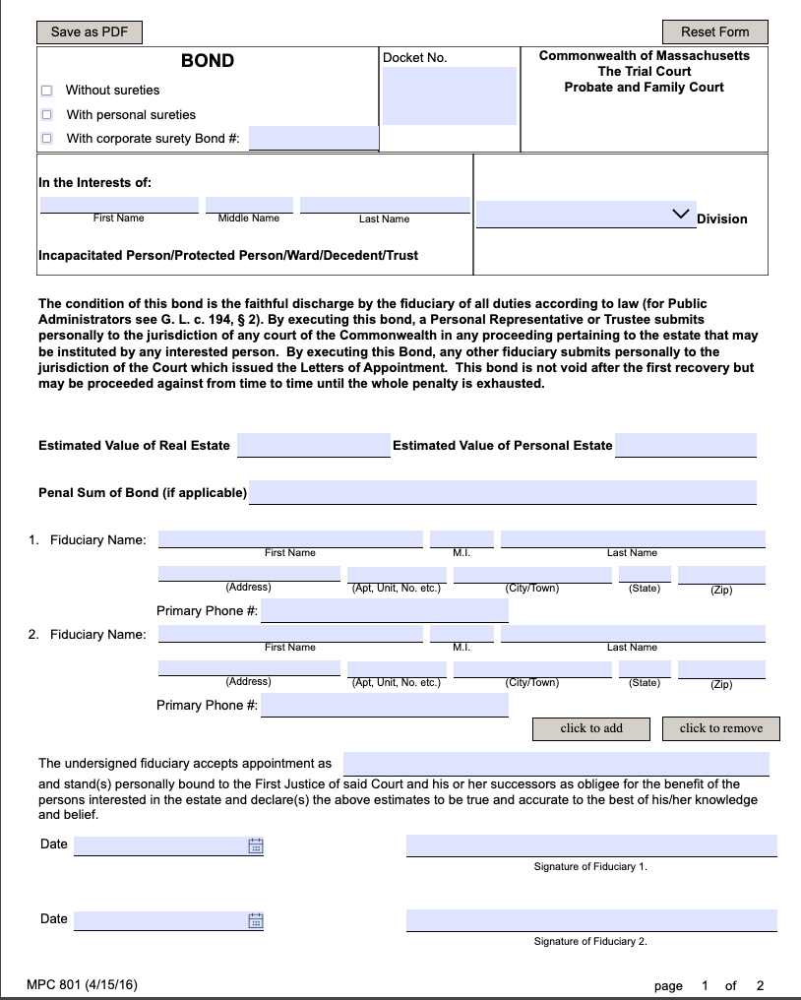 Save as PDF
Reset Form
BOND
Without sureties
With personal sureties
With corporate surety Bond #:
Docket No.
Commonwealth of Massachusetts
The Trial Court
Probate and Family Court
In the Interests of:
First Name Middle Name Last Name
Incapacitated Person/Protected Person/Ward/Decedent/Trust
Division
The condition of this bond is the faithful discharge by the fiduciary of all duties according to law (for Public
Administrators see G. L. c. 194, § 2). By executing this bond, a Personal Representative or Trustee submits
personally to the jurisdiction of any court of the Commonwealth in any proceeding pertaining to the estate that may
be instituted by any interested person.  By executing this Bond, any other fiduciary submits personally to the
jurisdiction of the Court which issued the Letters of Appointment.  This bond is not void after the first recovery but
may be proceeded against from time to time until the whole penalty is exhausted.
Estimated Value of Real Estate Estimated Value of Personal Estate
Penal Sum of Bond (if applicable)
1. Fiduciary Name:
First Name M.I. Last Name
(Address) (Apt, Unit, No. etc.) (City/Town) (State) (Zip)
Primary Phone #:
2. Fiduciary Name:
First Name M.I. Last Name
(Address) (Apt, Unit, No. etc.) (City/Town) (State) (Zip)
Primary Phone #:
click to add click to remove
The undersigned fiduciary accepts appointment as
and stand(s) personally bound to the First Justice of said Court and his or her successors as obligee for the benefit of the
persons interested in the estate and declare(s) the above estimates to be true and accurate to the best of his/her knowledge
and belief.
Date
Signature of Fiduciary 1.
Date
Signature of Fiduciary 2.
MPC 801 (4/15/16) page 1 of 2